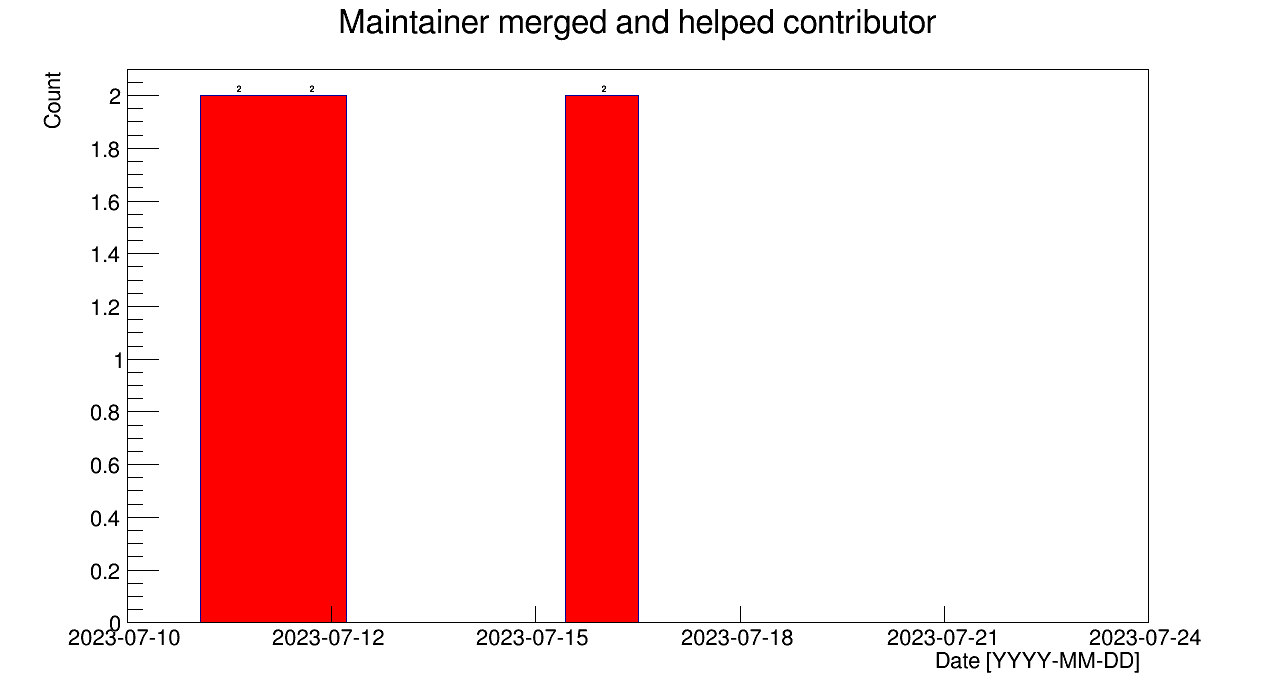 Maintainer merged and helped contributor
Count
2 2 2
2
1.8
1.6
1.4
1.2
1
0.8
0.6
0.4
0.2
0
2023-07-10 2023-07-12 2023-07-15 2023-07-18 2023-07-21 2023-07-24
Date [YYYY-MM-DD]